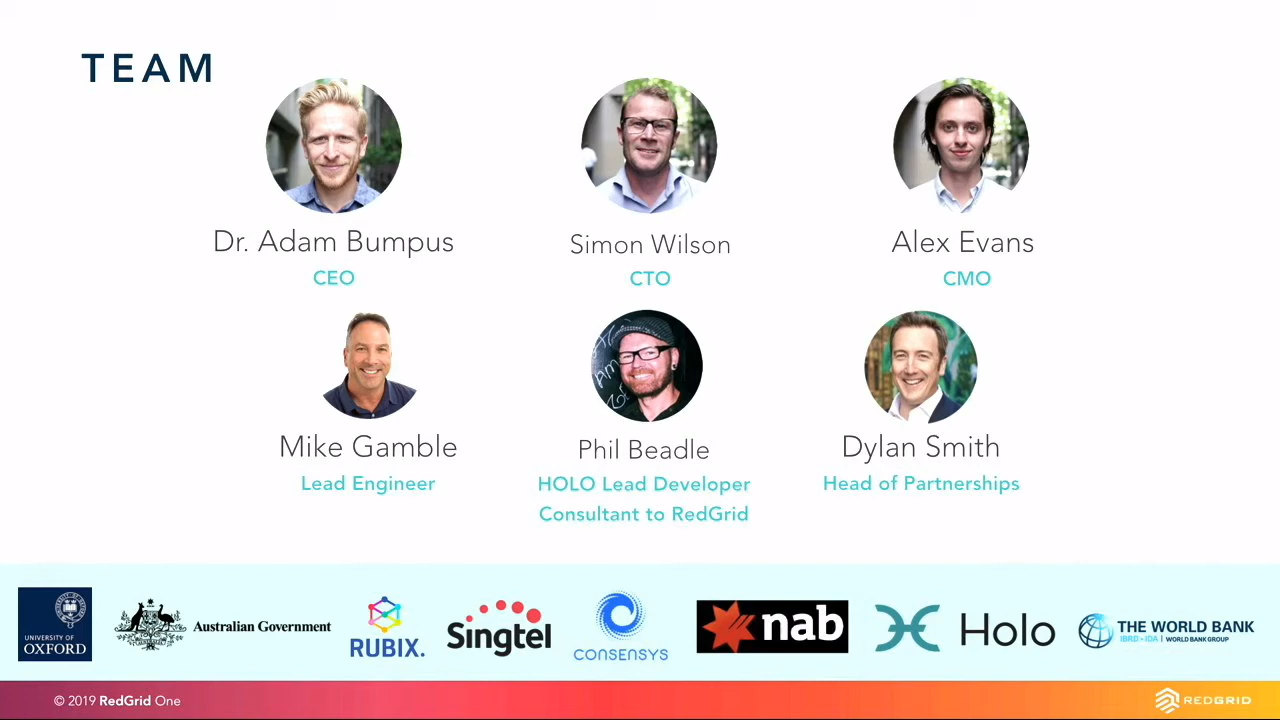 TEAM
Dr. Adam Bumpus
CEO
Simon Wilson
CTO
Alex Evans
CMO
Mike Gamble
Lead Engineer
Phil Beadle
HOLO Lead Developer
Consultant to RedGrid
Dylan Smith
Head of Partnerships
UNIVERSITY OF
OXFORD
Australian Government
RUBIX.
Singtel
CONSENSYS
nab
Holo
THE WORLD BANK
IBRD • IDA | WORLD BANK GROUP
© 2019 RedGrid One
REDGRID